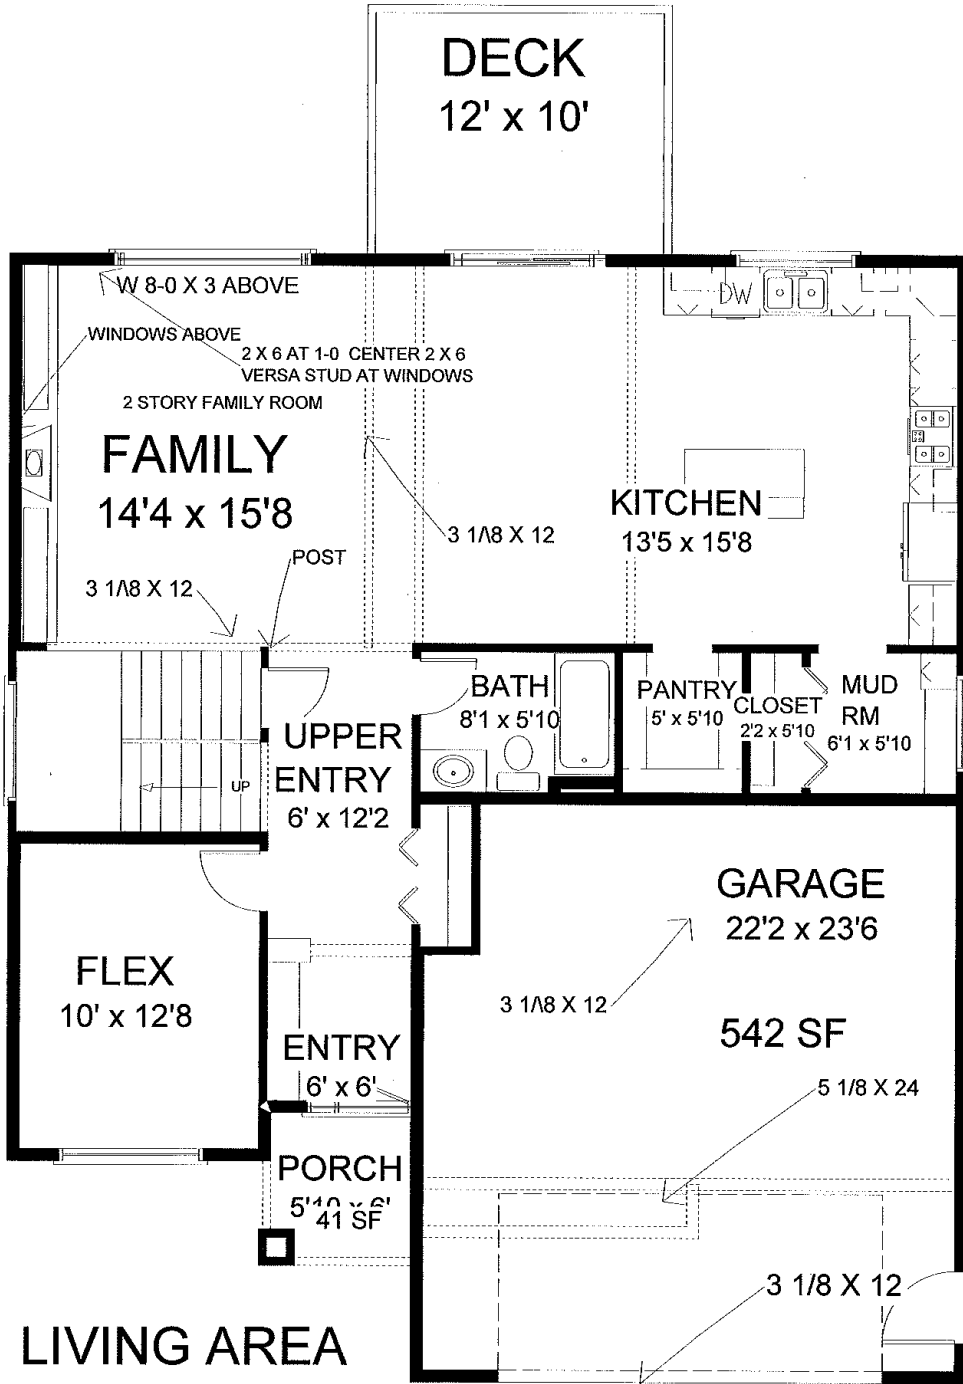 DECK
12' x 10'
W 8-0 X 3 ABOVE
DW
WINDOWS ABOVE
2 X 6 AT 1-0 CENTER 2 X 6
VERSA STUD AT WINDOWS
2 STORY FAMILY ROOM
FAMILY
14'4 x 15'8
KITCHEN
13'5 x 15'8
3 1/8 X 12
POST
3 1/8 X 12
BATH
8'1 x 5'10
PANTRY
5' x 5'10
CLOSET
2'2 x 5'10
MUD
RM
6'1 x 5'10
UPPER
ENTRY
6' x 12'2
UP
GARAGE
22'2 x 23'6
3 1/8 X 12
542 SF
FLEX
10' x 12'8
ENTRY
6' x 6'
5 1/8 X 24
PORCH
5'10 x 6'
41 SF
3 1/8 X 12
LIVING AREA